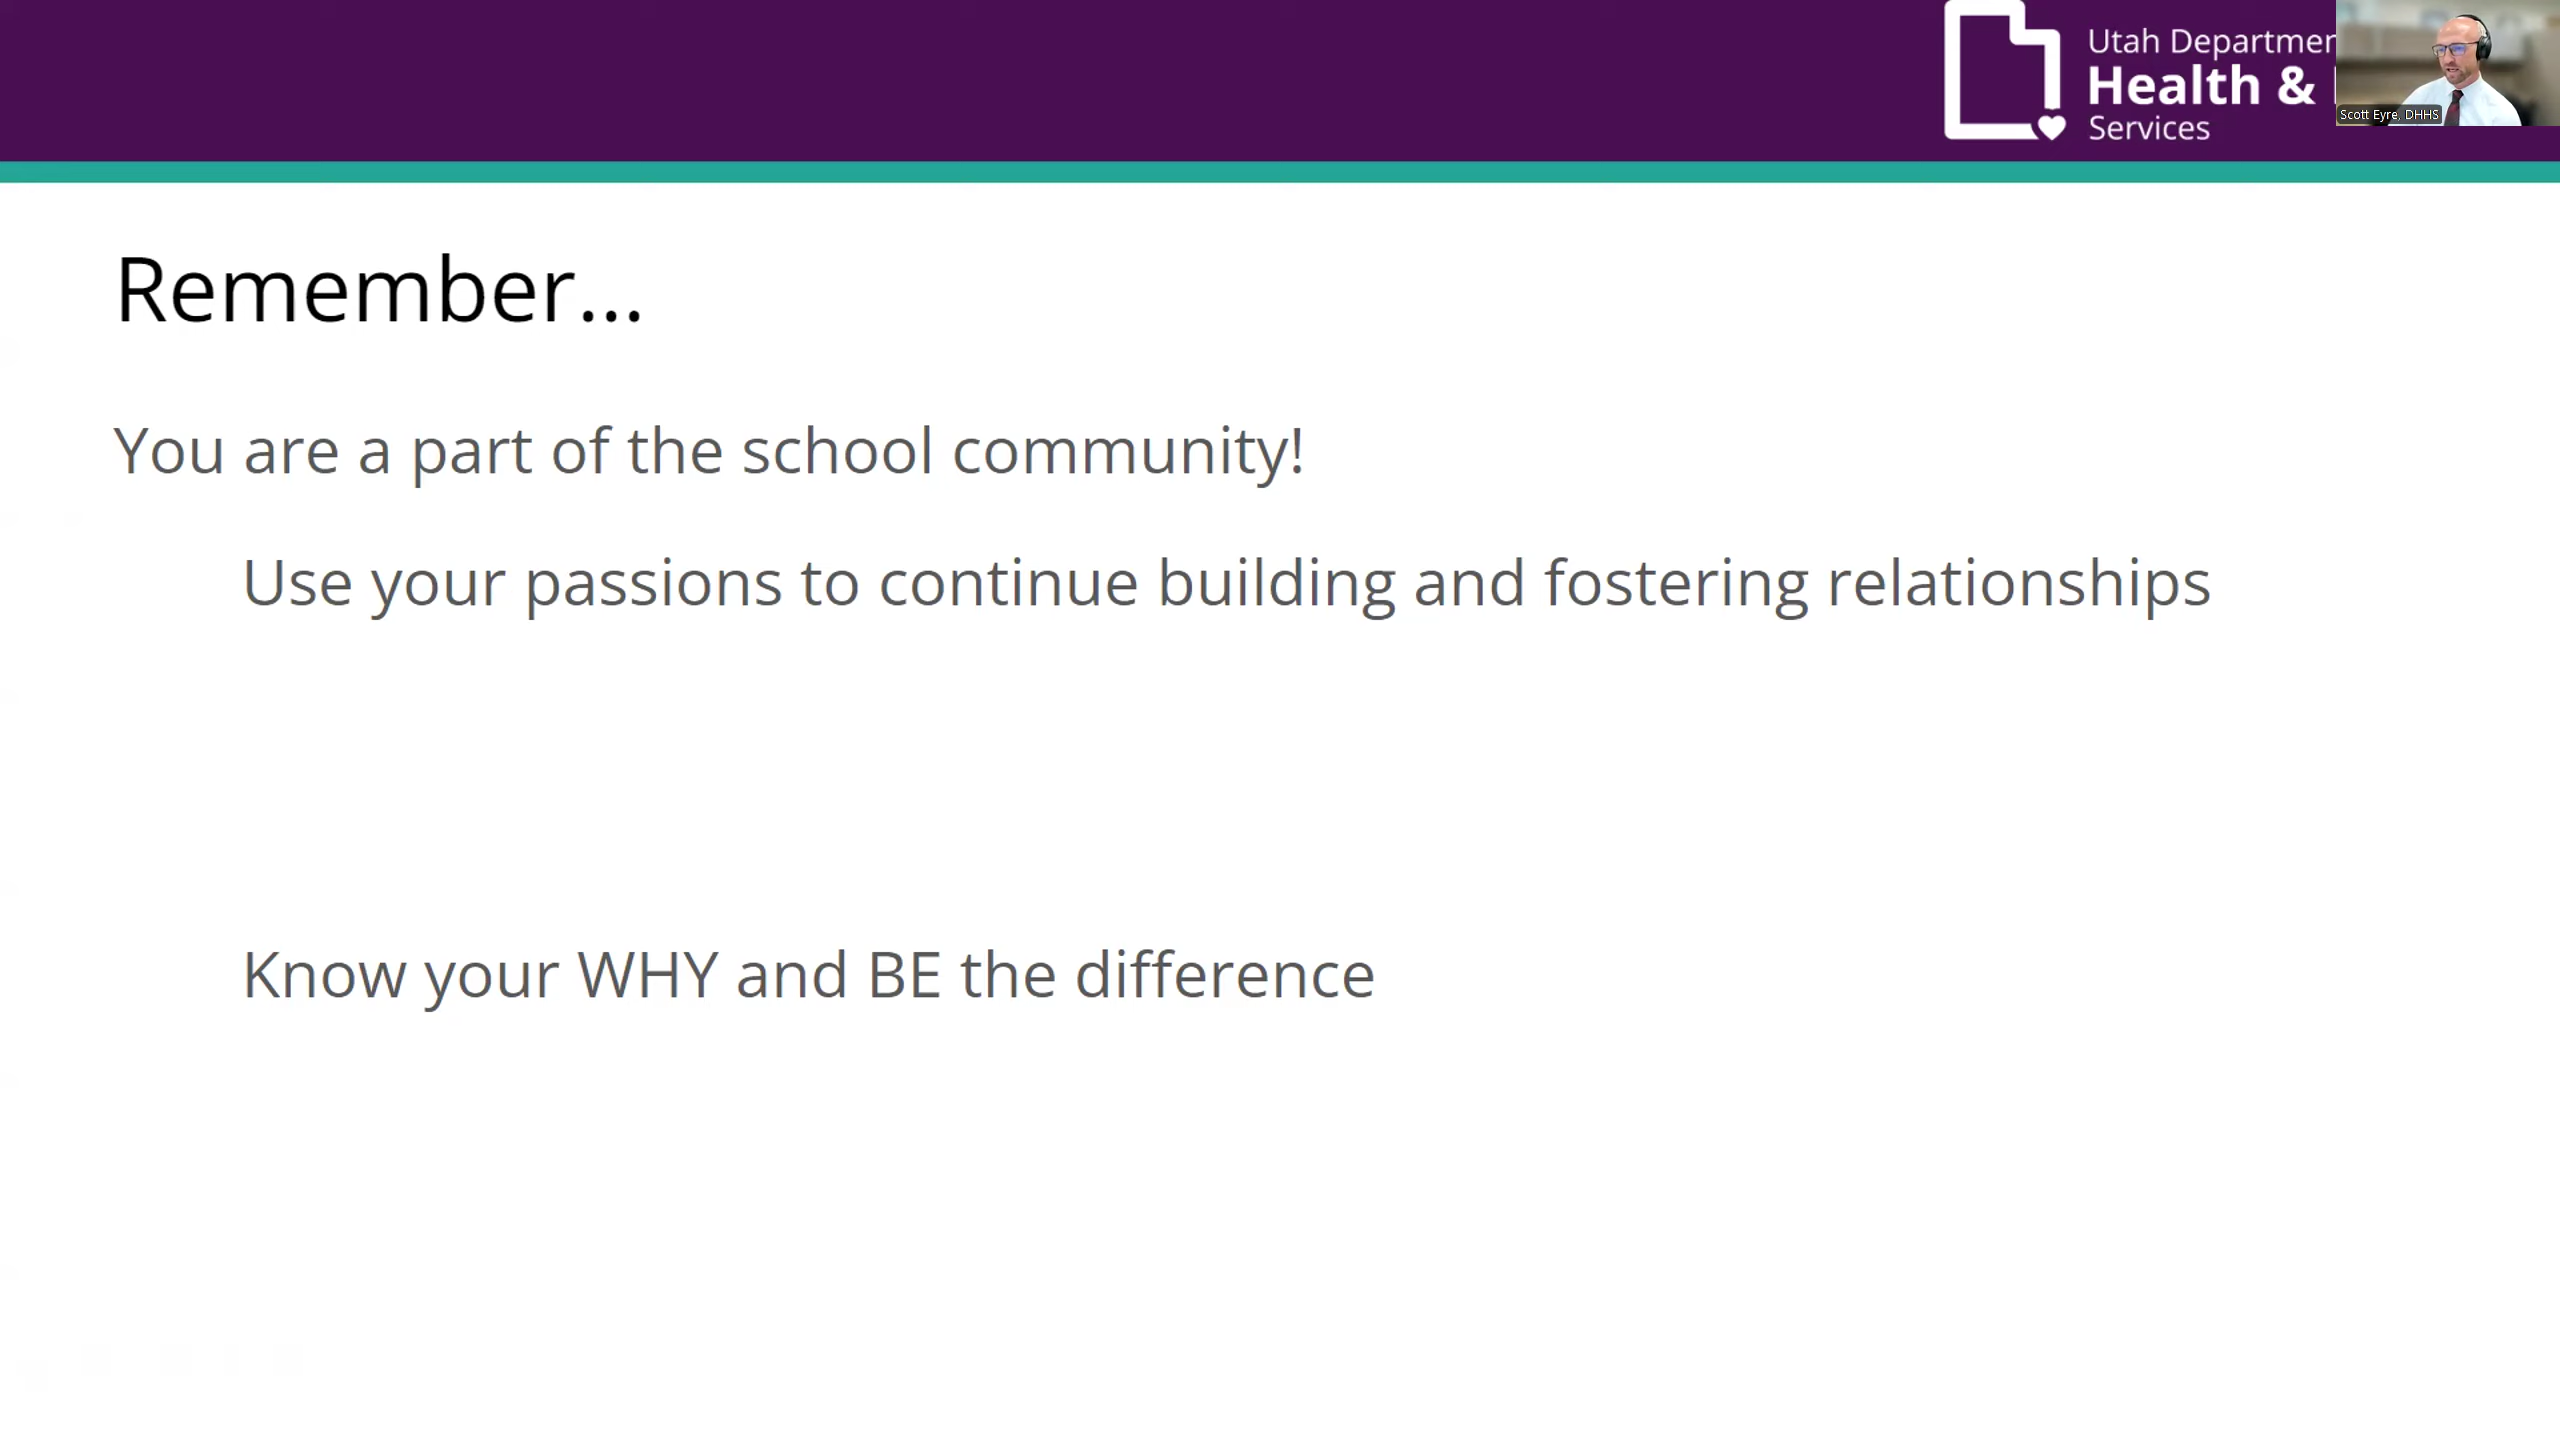 Utah Departmen
Health &
Services
Scott Eyre, DHHS
Remember...
You are a part of the school community!
Use your passions to continue building and fostering relationships
Know your WHY and BE the difference